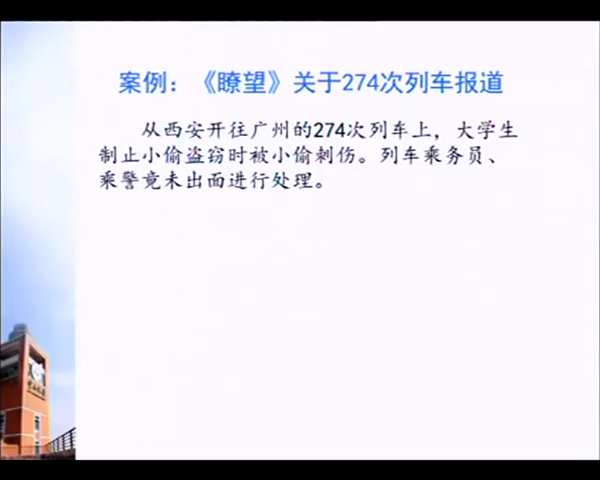 案例：《瞭望》关于274次列车报道
从西安开往广州的274次列车上，大学生
制止小偷盗窃时被小偷刺伤。列车乘务员、
乘警竟未出面进行处理。